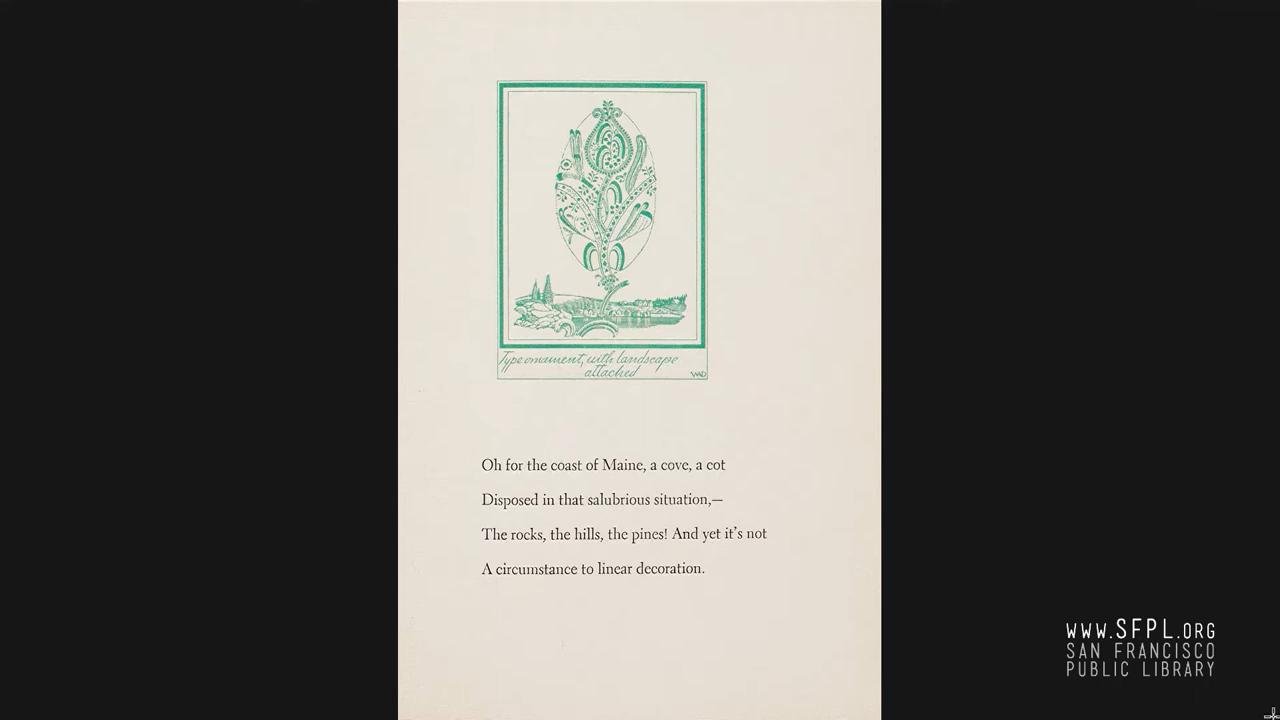 Type ornament, with landscape
attached
WAD
Oh for the coast of Maine, a cove, a cot
Disposed in that salubrious situation,—
The rocks, the hills, the pines! And yet it's not
A circumstance to linear decoration.
WWW.SFPL.ORG
SAN FRANCISCO
PUBLIC LIBRARY